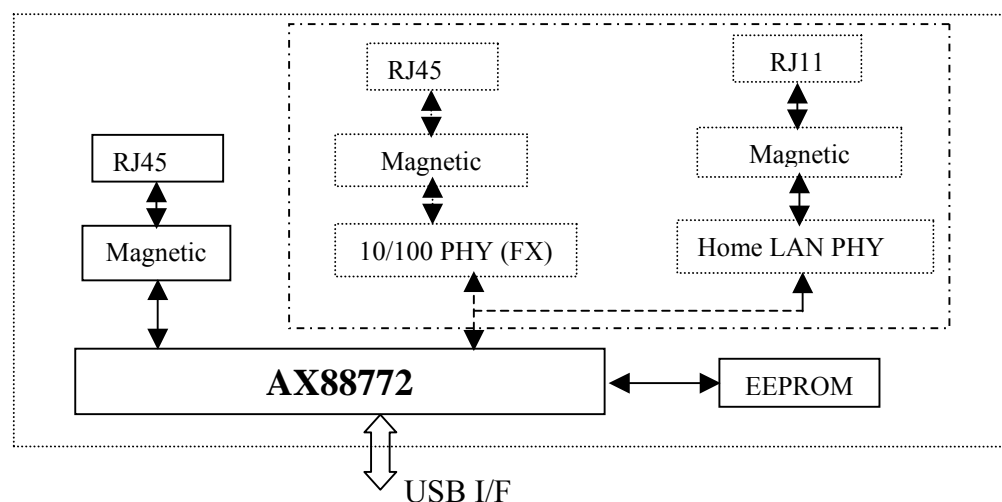 RJ45
RJ11
Magnetic
Magnetic
RJ45
Magnetic
10/100 PHY (FX)
Home LAN PHY
AX88772
EEPROM
USB I/F